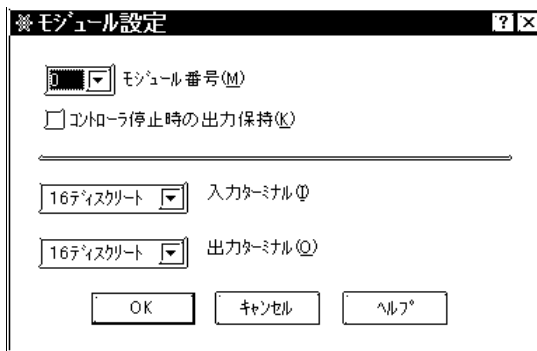 モジュール設定
0 モジュール番号(M)
コントローラ停止時の出力保持(K)
16ディスクリート 入力ターミナル(I)
16ディスクリート 出力ターミナル(O)
OK キャンセル ヘルプ